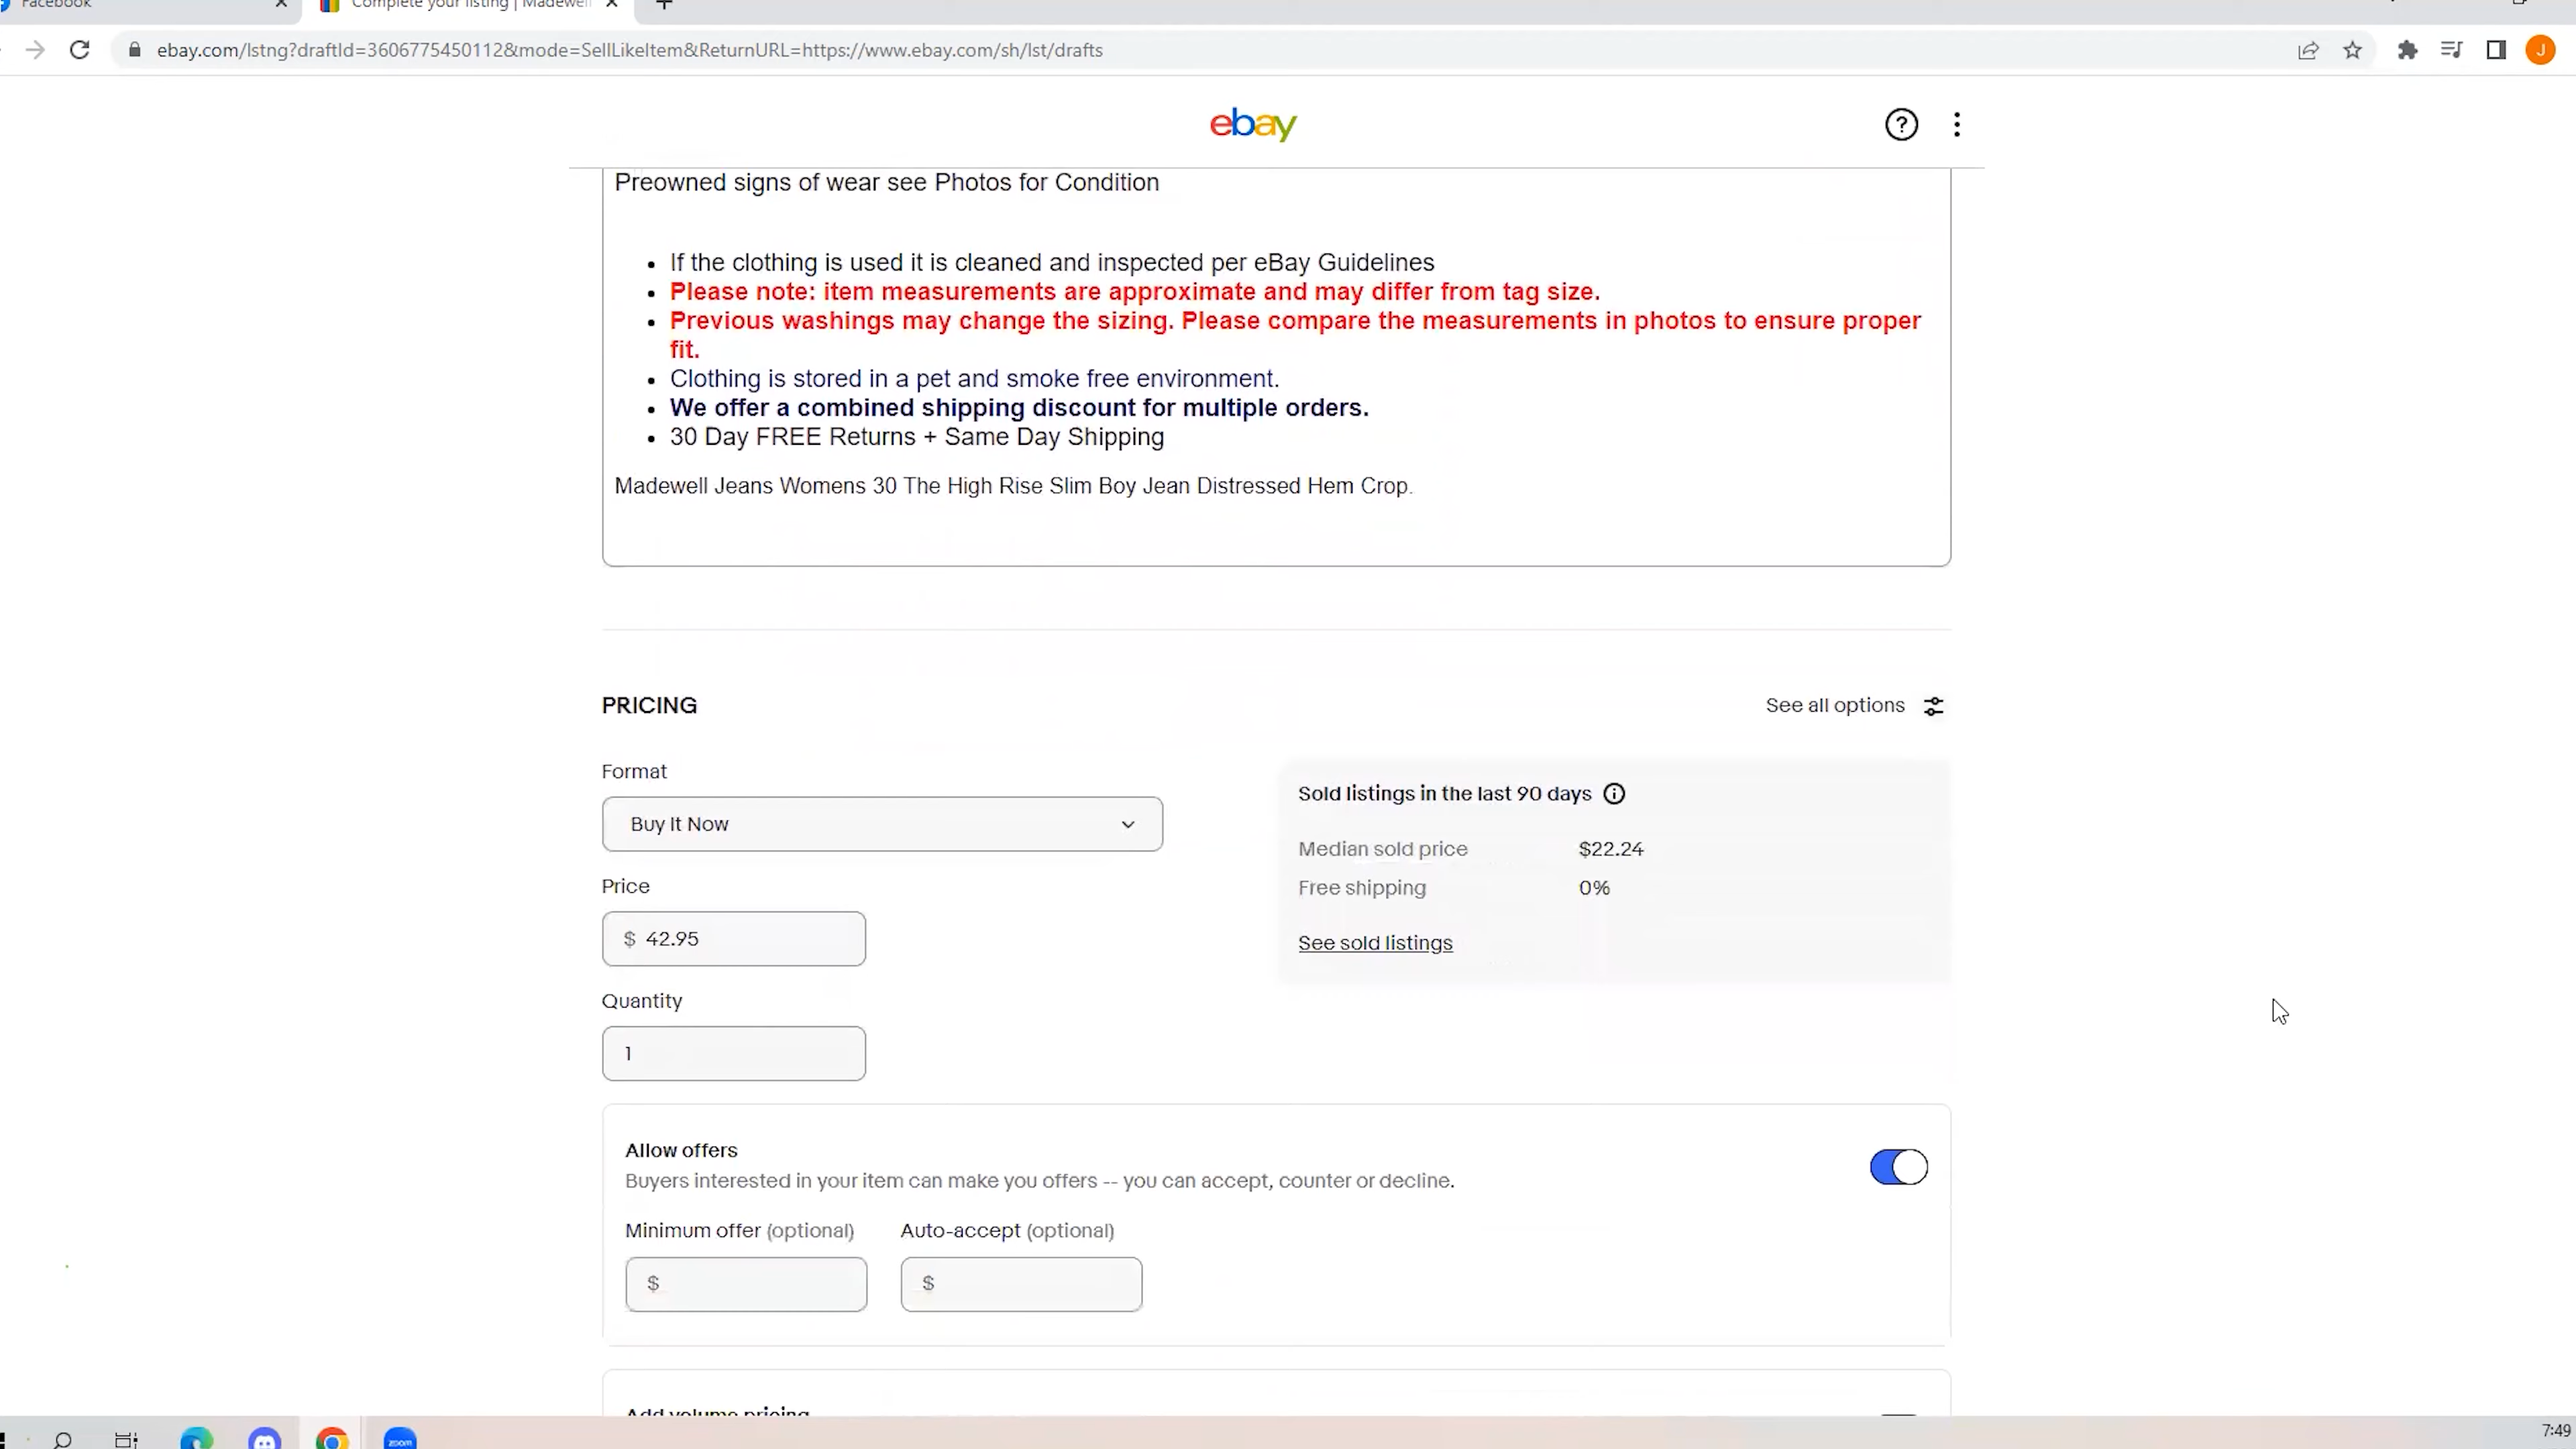 Facebook
Complete your listing | Madewell
ebay.com/lstng?draftId=3606775450112&mode=SellLikeItem&ReturnURL=https://www.ebay.com/sh/lst/drafts
J
ebay
?
Preowned signs of wear see Photos for Condition
• If the clothing is used it is cleaned and inspected per eBay Guidelines
• Please note: item measurements are approximate and may differ from tag size.
• Previous washings may change the sizing. Please compare the measurements in photos to ensure proper
fit.
• Clothing is stored in a pet and smoke free environment.
• We offer a combined shipping discount for multiple orders.
• 30 Day FREE Returns + Same Day Shipping
Madewell Jeans Womens 30 The High Rise Slim Boy Jean Distressed Hem Crop.
PRICING
See all options
Format
Buy It Now
Price
$ 42.95
Quantity
1
Sold listings in the last 90 days
Median sold price $22.24
Free shipping 0%
See sold listings
Allow offers
Buyers interested in your item can make you offers -- you can accept, counter or decline.
Minimum offer (optional) Auto-accept (optional)
$ $
Add volume pricing
zoom
7:49